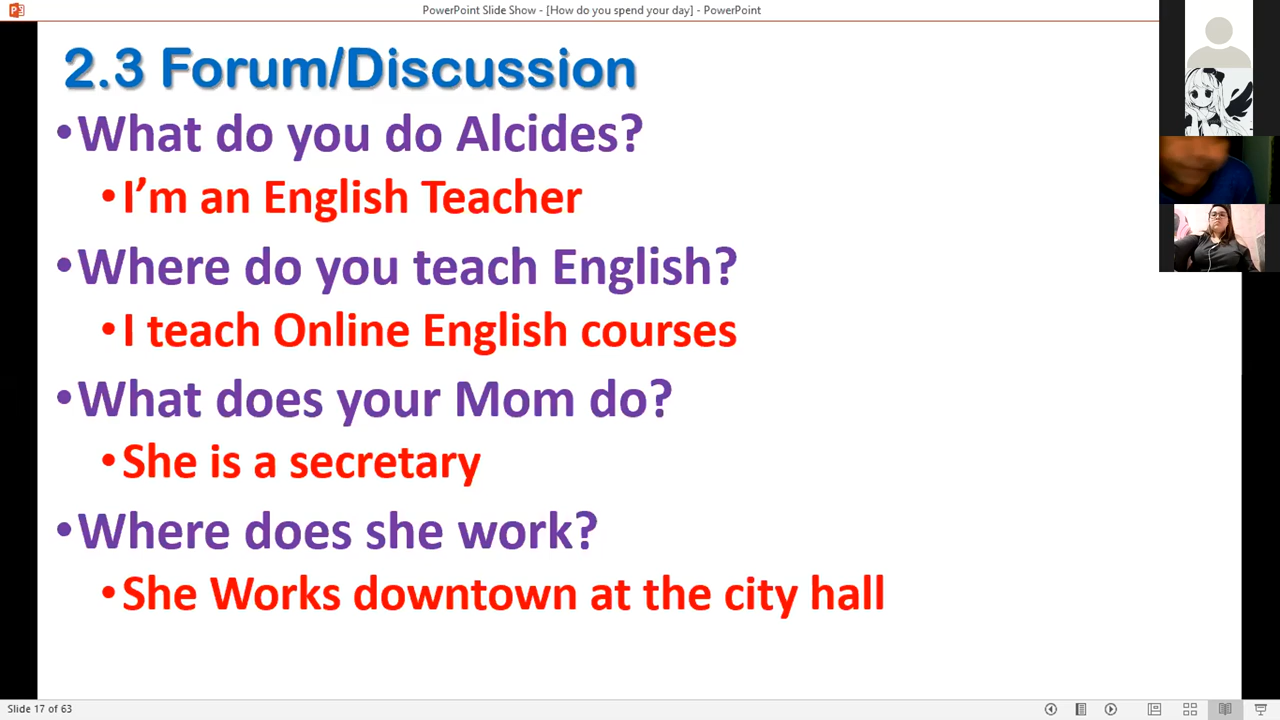 PowerPoint Slide Show - [How do you spend your day] - PowerPoint
2.3 Forum/Discussion
•What do you do Alcides?
•I’m an English Teacher
•Where do you teach English?
•I teach Online English courses
•What does your Mom do?
•She is a secretary
•Where does she work?
•She Works downtown at the city hall
Slide 17 of 63